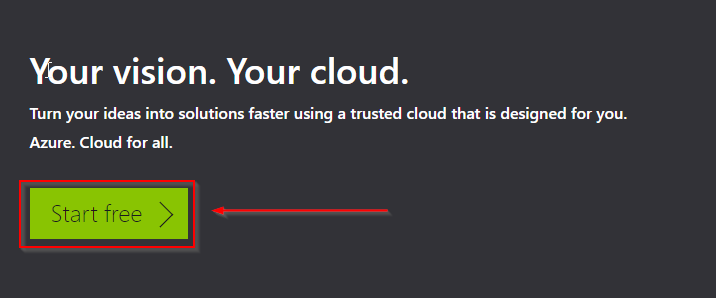 Your vision. Your cloud.
Turn your ideas into solutions faster using a trusted cloud that is designed for you.
Azure. Cloud for all.
Start free